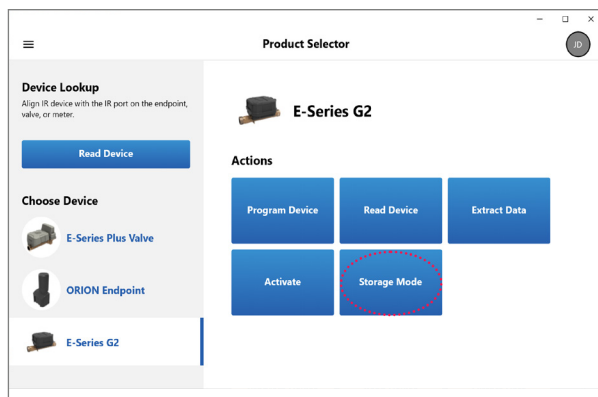 Product Selector
JD
Device Lookup
Align IR device with the IR port on the endpoint,
valve, or meter.
Read Device
Choose Device
E-Series Plus Valve
ORION Endpoint
E-Series G2
E-Series G2
Actions
Program Device
Read Device
Extract Data
Activate
Storage Mode